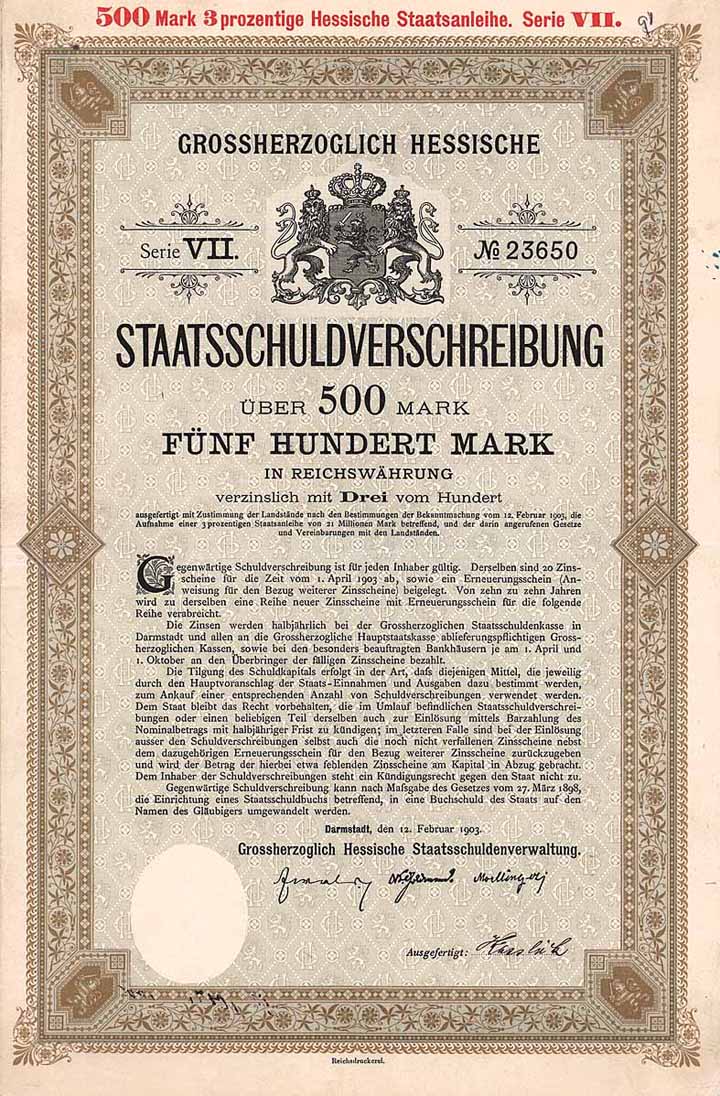 500 Mark 3prozentige Hessische Staatsanleihe. Serie VII.
GROSSHERZOGLICH HESSISCHE
Serie VII.
№ 23650
STAATSSCHULDVERSCHREIBUNG
ÜBER 500 MARK
FÜNF HUNDERT MARK
IN REICHSWÄHRUNG
verzinslich mit Drei vom Hundert
ausgefertigt mit Zustimmung der Landstände nach den Bestimmungen der Bekanntmachung vom 12. Februar 1903, die
Aufnahme einer 3prozentigen Staatsanleihe von 21 Millionen Mark betreffend, und der darin angerufenen Gesetze
und Vereinbarungen mit den Landständen.
Gegenwärtige Schuldverschreibung ist für jeden Inhaber gültig. Derselben sind 20 Zins-
scheine für die Zeit vom 1. April 1903 ab, sowie ein Erneuerungsschein (An-
weisung für den Bezug weiterer Zinsscheine) beigelegt. Von zehn zu zehn Jahren
wird zu derselben eine Reihe neuer Zinsscheine mit Erneuerungsschein für die folgende
Reihe verabreicht.
Die Zinsen werden halbjährlich bei der Grossherzoglichen Staatsschuldenkasse in
Darmstadt und allen an die Grossherzogliche Hauptstaatskasse ablieferungspflichtigen Gross-
herzoglichen Kassen, sowie bei den besonders beauftragten Bankhäusern je am 1. April und
1. Oktober an den Überbringer der fälligen Zinsscheine bezahlt.
Die Tilgung des Schuldkapitals erfolgt in der Art, dafs diejenigen Mittel, die jeweilig
durch den Hauptvoranschlag der Staats-Einnahmen und Ausgaben dazu bestimmt werden,
zum Ankauf einer entsprechenden Anzahl von Schuldverschreibungen verwendet werden.
Dem Staat bleibt das Recht vorbehalten, die im Umlauf befindlichen Staatsschuldverschrei-
bungen oder einen beliebigen Teil derselben auch zur Einlösung mittels Barzahlung des
Nominalbetrags mit halbjähriger Frist zu kündigen; im letzteren Falle sind bei der Einlösung
ausser den Schuldverschreibungen selbst auch die noch nicht verfallenen Zinsscheine nebst
dem dazugehörigen Erneuerungsschein für den Bezug weiterer Zinsscheine zurückzugeben
und wird der Betrag der hierbei etwa fehlenden Zinsscheine am Kapital in Abzug gebracht.
Dem Inhaber der Schuldverschreibungen steht ein Kündigungsrecht gegen den Staat nicht zu.
Gegenwärtige Schuldverschreibung kann nach Mafsgabe des Gesetzes vom 27. März 1898,
die Einrichtung eines Staatsschuldbuchs betreffend, in eine Buchschuld des Staats auf den
Namen des Gläubigers umgewandelt werden.
Darmstadt, den 12. Februar 1903.
Grossherzoglich Hessische Staatsschuldenverwaltung.
Ausgefertigt:
Reichsdruckerei.